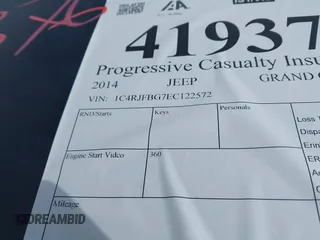 41937
Progressive Casualty Insu
2014 JEEP GRAND
VIN: 1C4RJFBG7EC122572
RND/Starts Keys Personals
Loss
Engine Start Video 360
Mileage
DREAMBID